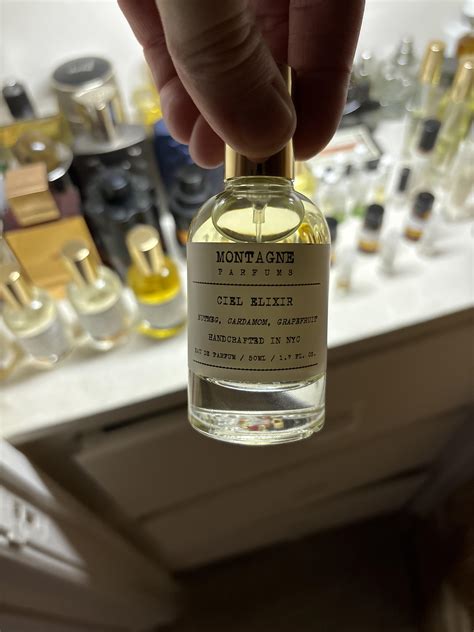 MONTAGNE
PARFUMS
CIEL ELIXIR
NUTMEG, CARDAMOM, GRAPEFRUIT
HANDCRAFTED IN NYC
EAU DE PARFUM / 50ML / 1.7 FL. OZ.